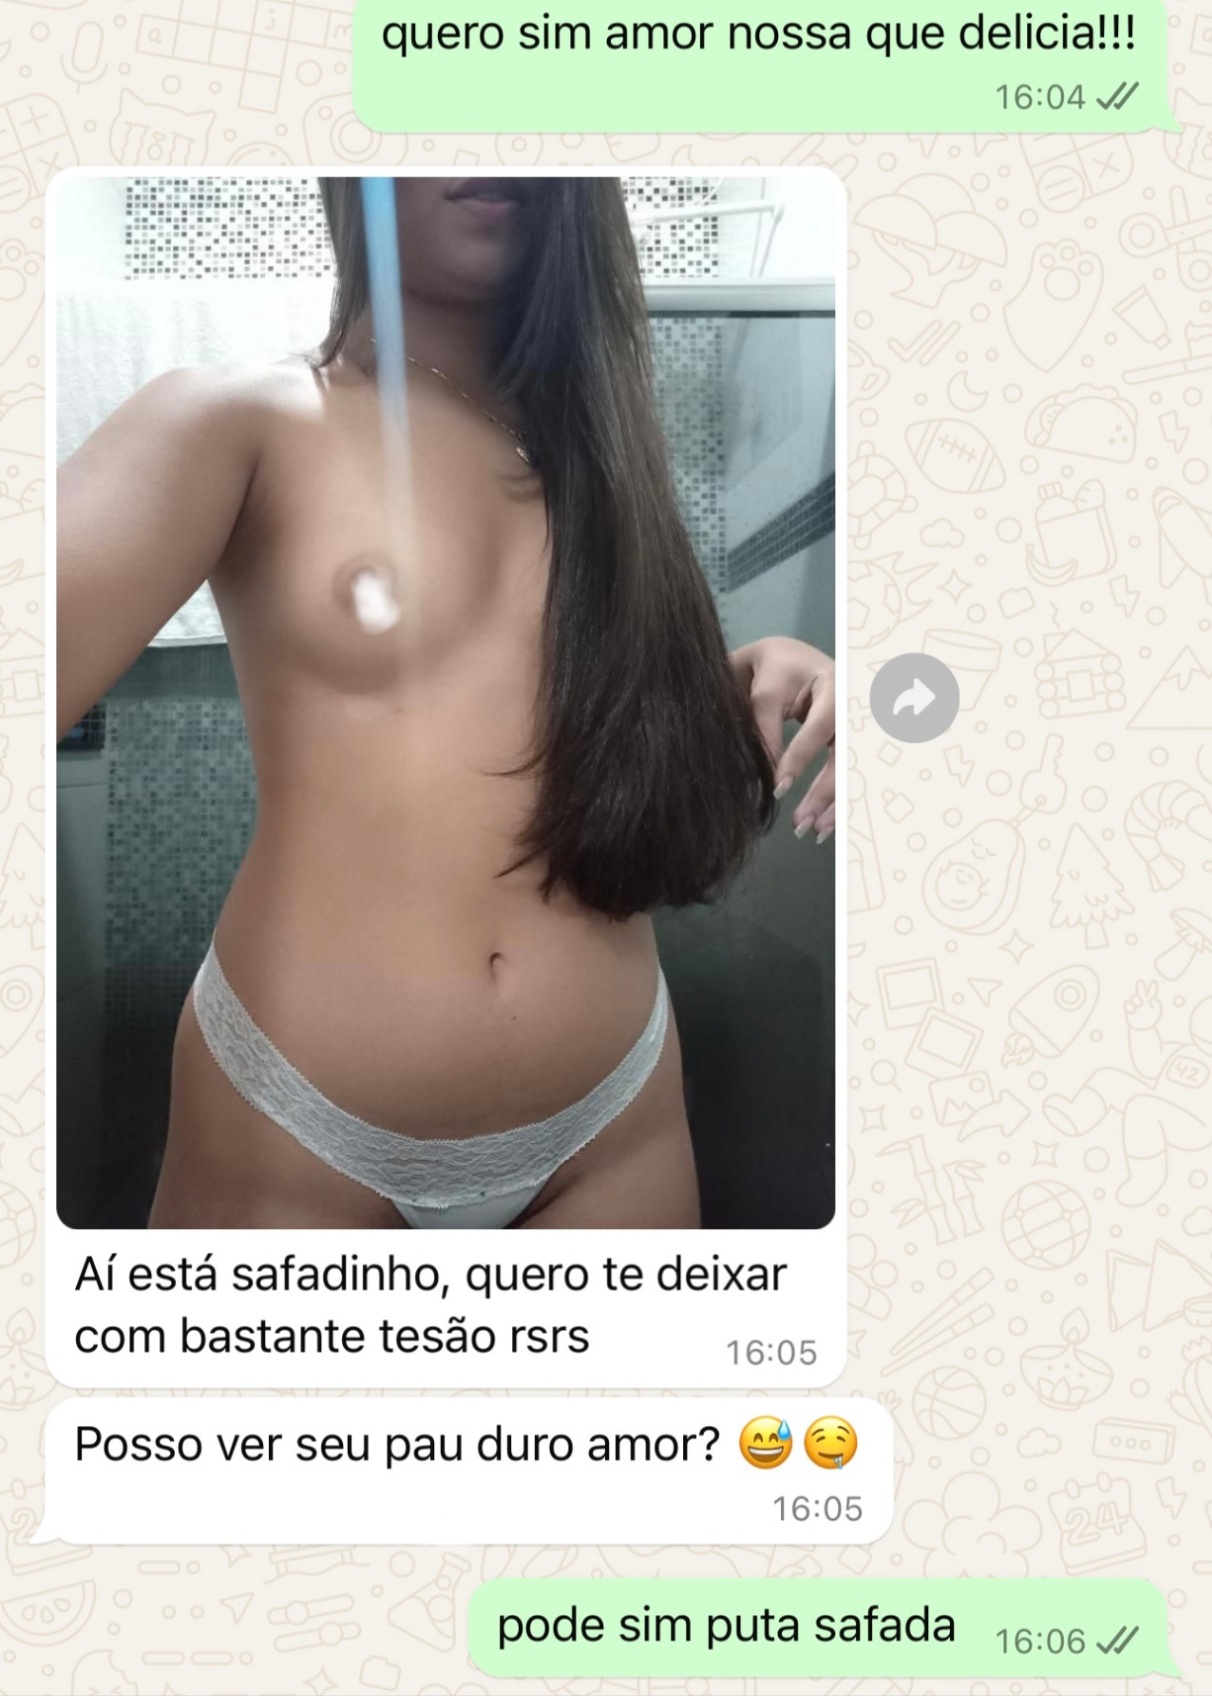 quero sim amor nossa que delicia!!!
16:04
Aí está safadinho, quero te deixar
com bastante tesão rsrs
16:05
Posso ver seu pau duro amor? 😅🤤
16:05
pode sim puta safada
16:06